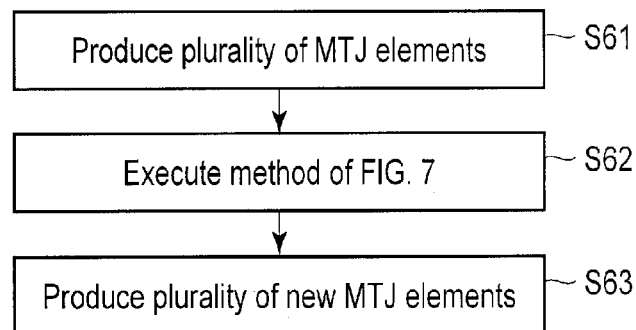 Produce plurality of MTJ elements S61
Execute method of FIG. 7 S62
Produce plurality of new MTJ elements S63